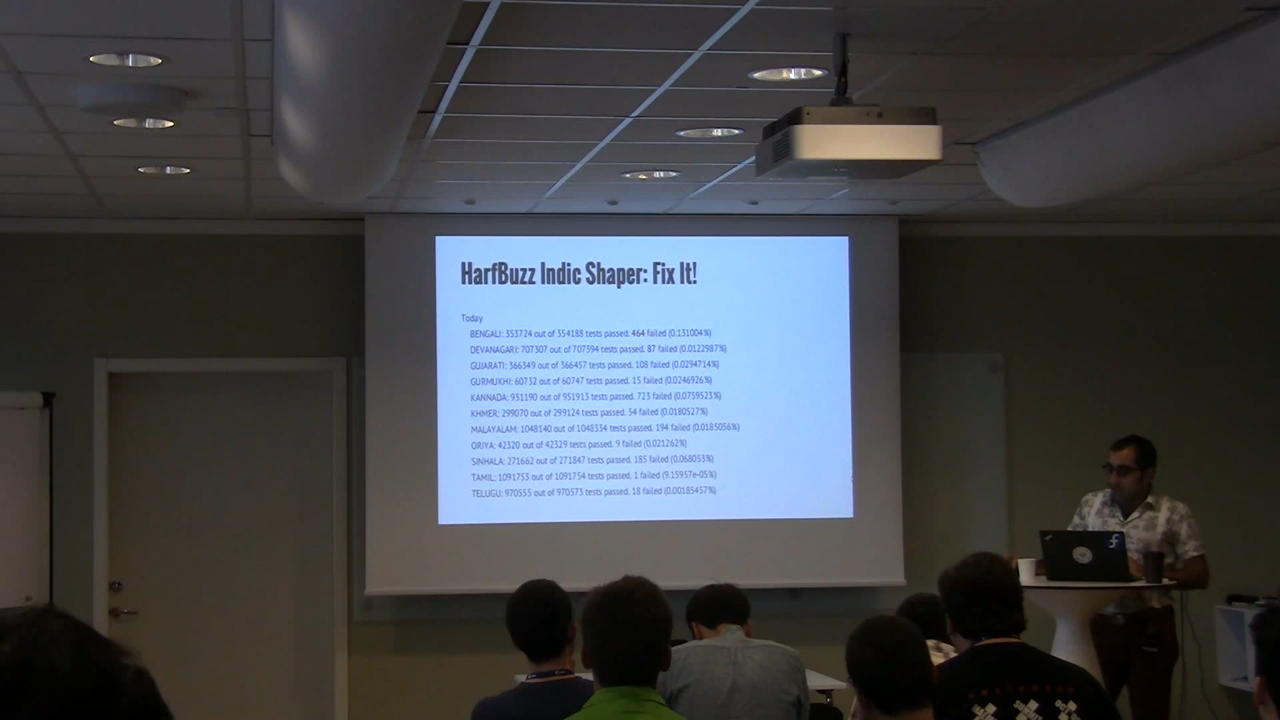 HarfBuzz Indic Shaper: Fix It!
Today
BENGALI: 353724 out of 354188 tests passed. 464 failed (0.131004%)
DEVANAGARI: 707307 out of 707394 tests passed. 87 failed (0.0122987%)
GUJARATI: 366349 out of 366457 tests passed. 108 failed (0.0294714%)
GURMUKHI: 60732 out of 60747 tests passed. 15 failed (0.0246926%)
KANNADA: 951190 out of 951913 tests passed. 723 failed (0.0759523%)
KHMER: 299070 out of 299124 tests passed. 54 failed (0.0180527%)
MALAYALAM: 1048140 out of 1048334 tests passed. 194 failed (0.0185056%)
ORIYA: 42320 out of 42329 tests passed. 9 failed (0.021262%)
SINHALA: 271662 out of 271847 tests passed. 185 failed (0.068053%)
TAMIL: 1091753 out of 1091754 tests passed. 1 failed (9.15957e-05%)
TELUGU: 970555 out of 970573 tests passed. 18 failed (0.00185457%)